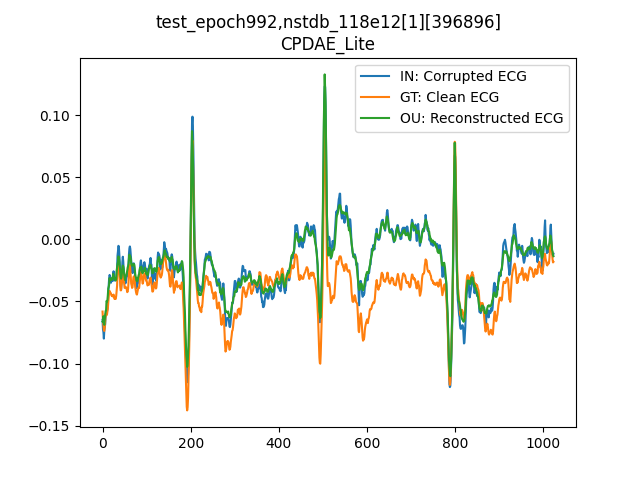 test_epoch992,nstdb_118e12[1][396896]
CPDAE_Lite
IN: Corrupted ECG
GT: Clean ECG
OU: Reconstructed ECG
0.10
0.05
0.00
−0.05
−0.10
−0.15
0 200 400 600 800 1000